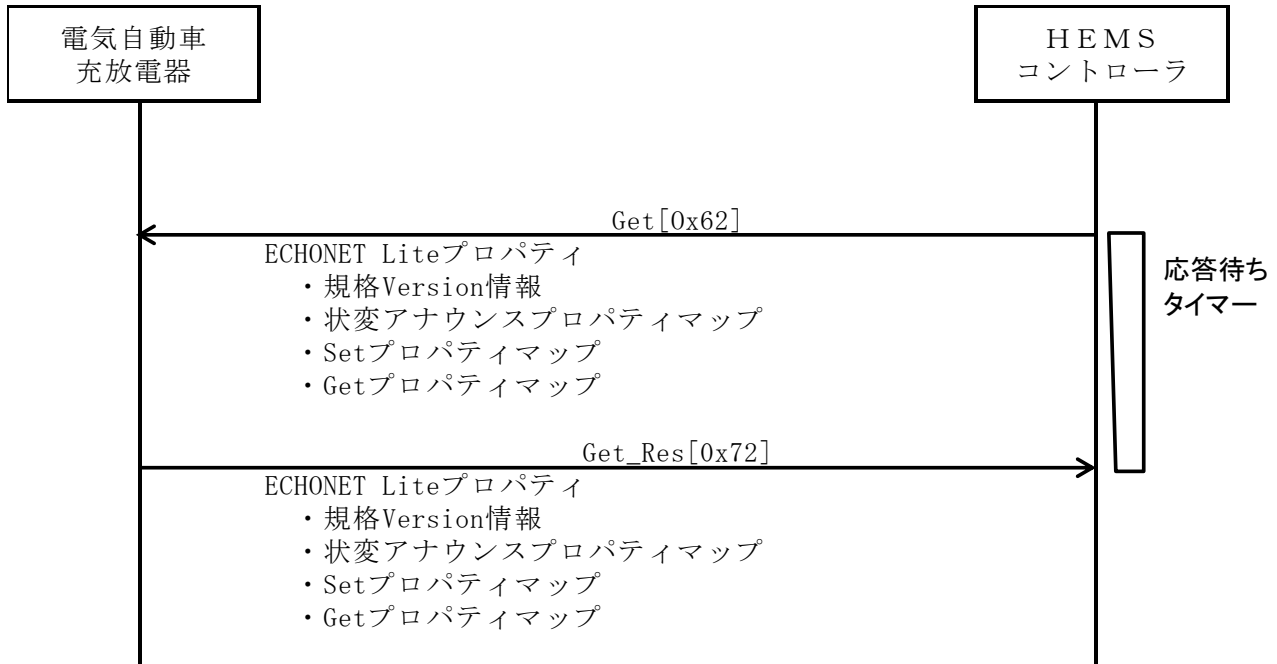 電気自動車
充放電器
ＨＥＭＳ
コントローラ
Get[0x62]
ECHONET Liteプロパティ
・規格Version情報
・状変アナウンスプロパティマップ
・Setプロパティマップ
・Getプロパティマップ
応答待ち
タイマー
Get_Res[0x72]
ECHONET Liteプロパティ
・規格Version情報
・状変アナウンスプロパティマップ
・Setプロパティマップ
・Getプロパティマップ